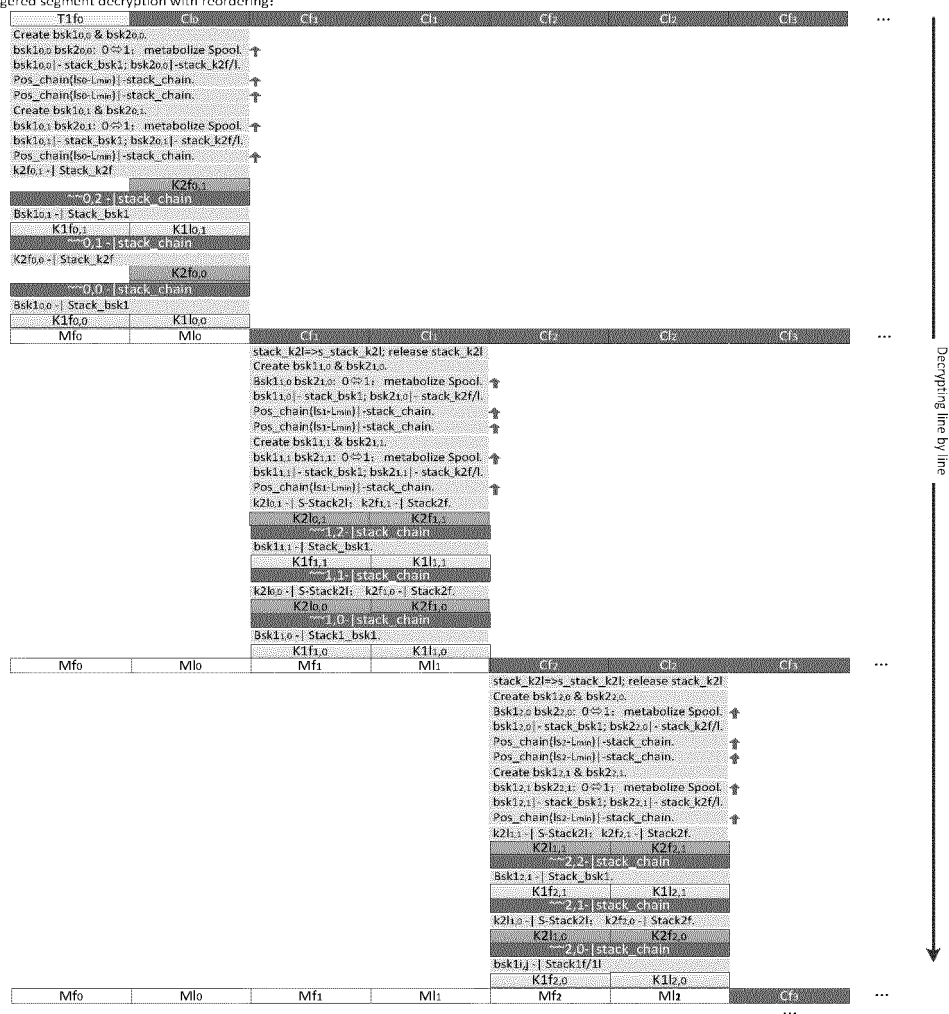 gered segment decryption with reordering:
T1f0 Cl0 Cf1 Cl1 Cf2 Cl2 Cf3 ...
Create bsk10,0 & bsk20,0.
bsk10,0 bsk20,0: 0⇔1; metabolize Spool.
bsk10,0|- stack_bsk1; bsk20,0|-stack_k2f/l.
Pos_chain(ls0-Lmin)|-stack_chain.
Pos_chain(ls0-Lmin)|-stack_chain.
Create bsk10,1 & bsk20,1.
bsk10,1 bsk20,1: 0⇔1; metabolize Spool.
bsk10,1|- stack_bsk1; bsk20,1|- stack_k2f/l.
Pos_chain(ls0-Lmin)|-stack_chain.
k2f0,1 -| Stack_k2f
K2f0,1
~~0,2 -|stack_chain
Bsk10,1 -| Stack_bsk1
K1f0,1 K1l0,1
~~0,1 -|stack_chain
K2f0,0 -| Stack_k2f
K2f0,0
~~0,0 -|stack_chain
Bsk10,0 -| Stack_bsk1
K1f0,0 K1l0,0
Mf0 Ml0 Cf1 Cl1 Cf2 Cl2 Cf3 ...
stack_k2l=>s_stack_k2l; release stack_k2l
Create bsk11,0 & bsk21,0.
Bsk11,0 bsk21,0: 0⇔1; metabolize Spool.
bsk11,0|- stack_bsk1; bsk21,0|- stack_k2f/l.
Pos_chain(ls1-Lmin)|-stack_chain.
Pos_chain(ls1-Lmin)|-stack_chain.
Create bsk11,1 & bsk21,1.
bsk11,1 bsk21,1: 0⇔1; metabolize Spool.
bsk11,1|- stack_bsk1; bsk21,1|- stack_k2f/l.
Pos_chain(ls1-Lmin)|-stack_chain.
k2l0,1 -| S-Stack2l; k2f1,1 -| Stack2f.
K2l0,1 K2f1,1
~~1,2-|stack_chain
bsk11,1 -| Stack_bsk1.
K1f1,1 K1l1,1
~~1,1-|stack_chain
k2l0,0 -| S-Stack2l; k2f1,0 -| Stack2f.
K2l0,0 K2f1,0
~~1,0-|stack_chain
Bsk11,0 -| Stack1_bsk1.
K1f1,0 K1l1,0
Mf0 Ml0 Mf1 Ml1 Cf2 Cl2 Cf3 ...
stack_k2l=>s_stack_k2l; release stack_k2l
Create bsk12,0 & bsk22,0.
Bsk12,0 bsk22,0: 0⇔1; metabolize Spool.
bsk12,0|- stack_bsk1; bsk22,0|- stack_k2f/l.
Pos_chain(ls2-Lmin)|-stack_chain.
Pos_chain(ls2-Lmin)|-stack_chain.
Create bsk12,1 & bsk22,1.
bsk12,1 bsk22,1: 0⇔1; metabolize Spool.
bsk12,1|- stack_bsk1; bsk22,1|- stack_k2f/l.
Pos_chain(ls2-Lmin)|-stack_chain.
k2l1,1 -| S-Stack2l; k2f2,1 -| Stack2f.
K2l1,1 K2f2,1
~~2,2-|stack_chain
Bsk12,1 -| Stack_bsk1.
K1f2,1 K1l2,1
~~2,1-|stack_chain
k2l1,0 -| S-Stack2l; k2f2,0 -| Stack2f.
K2l1,0 K2f2,0
~~2,0-|stack_chain
bsk1i,j -| Stack1f/1l
K1f2,0 K1l2,0
Mf0 Ml0 Mf1 Ml1 Mf2 Ml2 Cf3 ...
...
Decrypting line by line